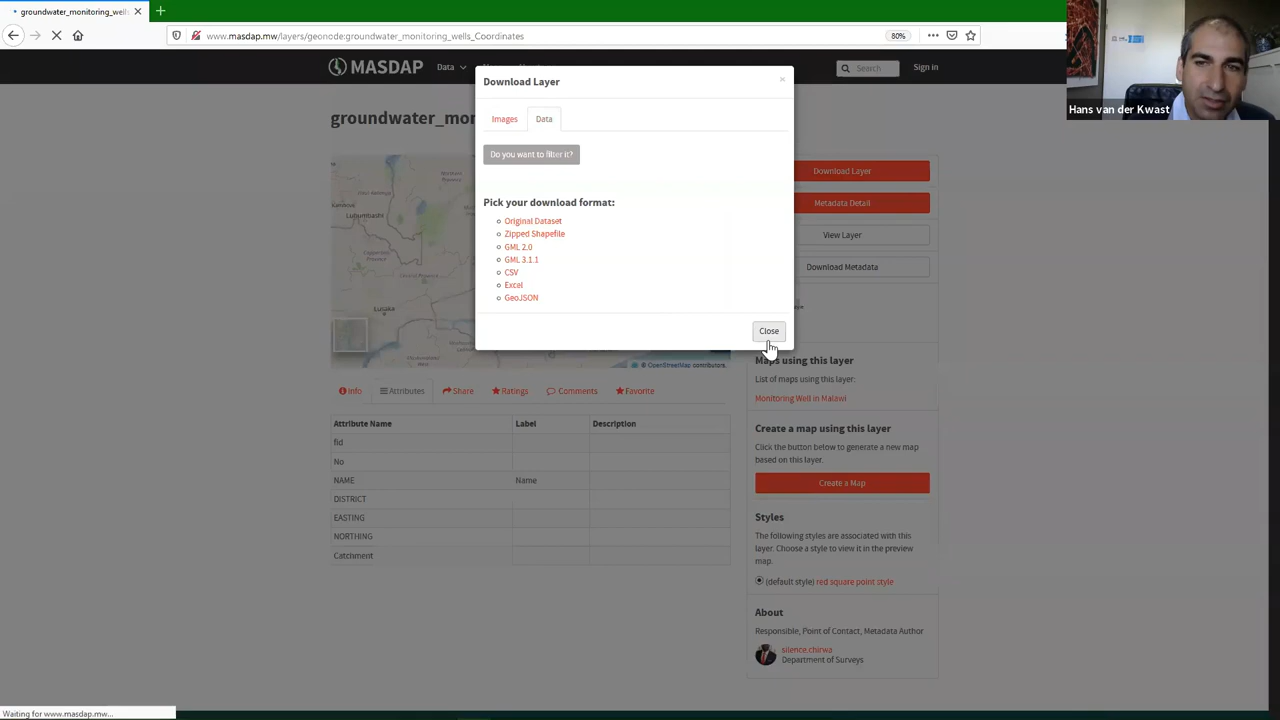 groundwater_monitoring_wells
www.masdap.mw/layers/geonode:groundwater_monitoring_wells_Coordinates
80%
Hans van der Kwast
MASDAP
Data
Search
Sign in
Download Layer
×
Images
Data
Do you want to filter it?
Pick your download format:
Original Dataset
Zipped Shapefile
GML 2.0
GML 3.1.1
CSV
Excel
GeoJSON
Close
groundwater_mon
Lubumbashi
Lusaka
© OpenStreetMap contributors.
Download Layer
Metadata Detail
View Layer
Download Metadata
Info
Attributes
Share
Ratings
Comments
Favorite
Attribute Name
Label
Description
fid
No
NAME
Name
DISTRICT
EASTING
NORTHING
Catchment
Maps using this layer
List of maps using this layer:
Monitoring Well in Malawi
Create a map using this layer
Click the button below to generate a new map
based on this layer.
Create a Map
Styles
The following styles are associated with this
layer. Choose a style to view it in the preview
map.
(default style) red square point style
About
Responsible, Point of Contact, Metadata Author
silence.chirwa
Department of Surveys
Waiting for www.masdap.mw...